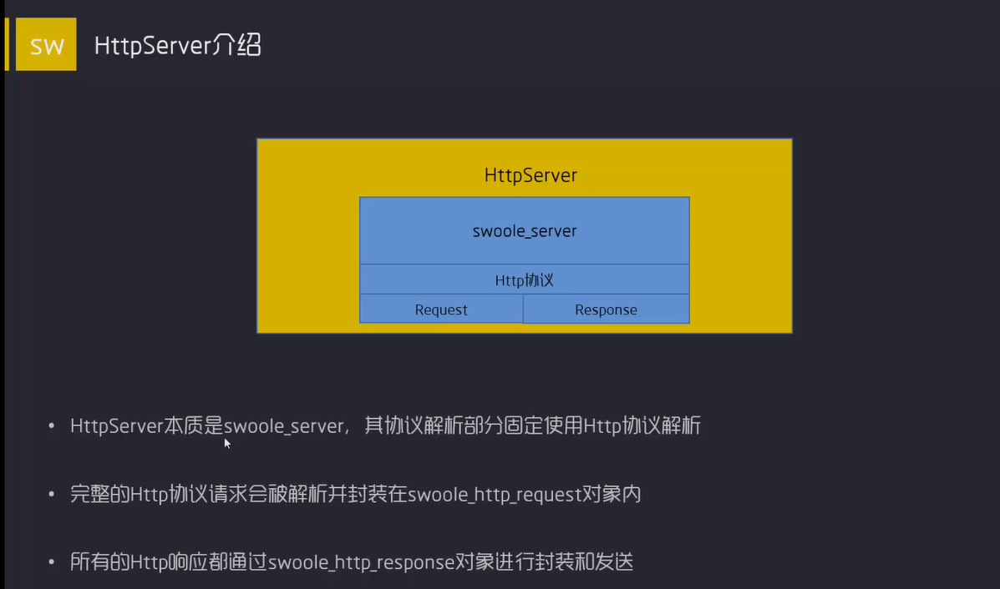 SW
HttpServer介绍
HttpServer
swoole_server
Http协议
Request
Response
• HttpServer本质是swoole_server，其协议解析部分固定使用Http协议解析
• 完整的Http协议请求会被解析并封装在swoole_http_request对象内
• 所有的Http响应都通过swoole_http_response对象进行封装和发送